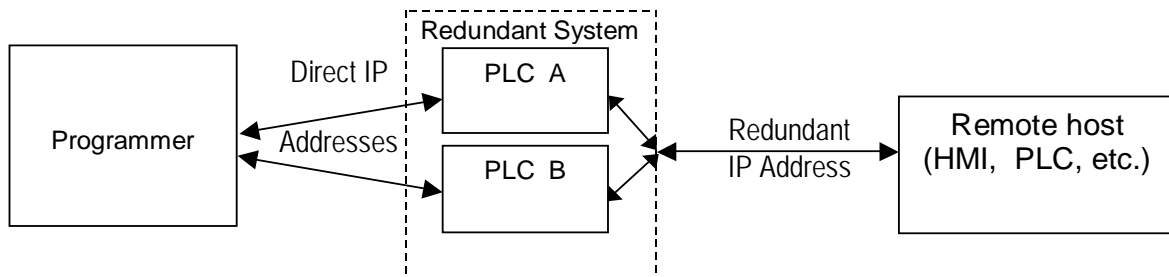 Redundant System
Programmer
Direct IP
Addresses
PLC A
PLC B
Redundant
IP Address
Remote host
(HMI, PLC, etc.)